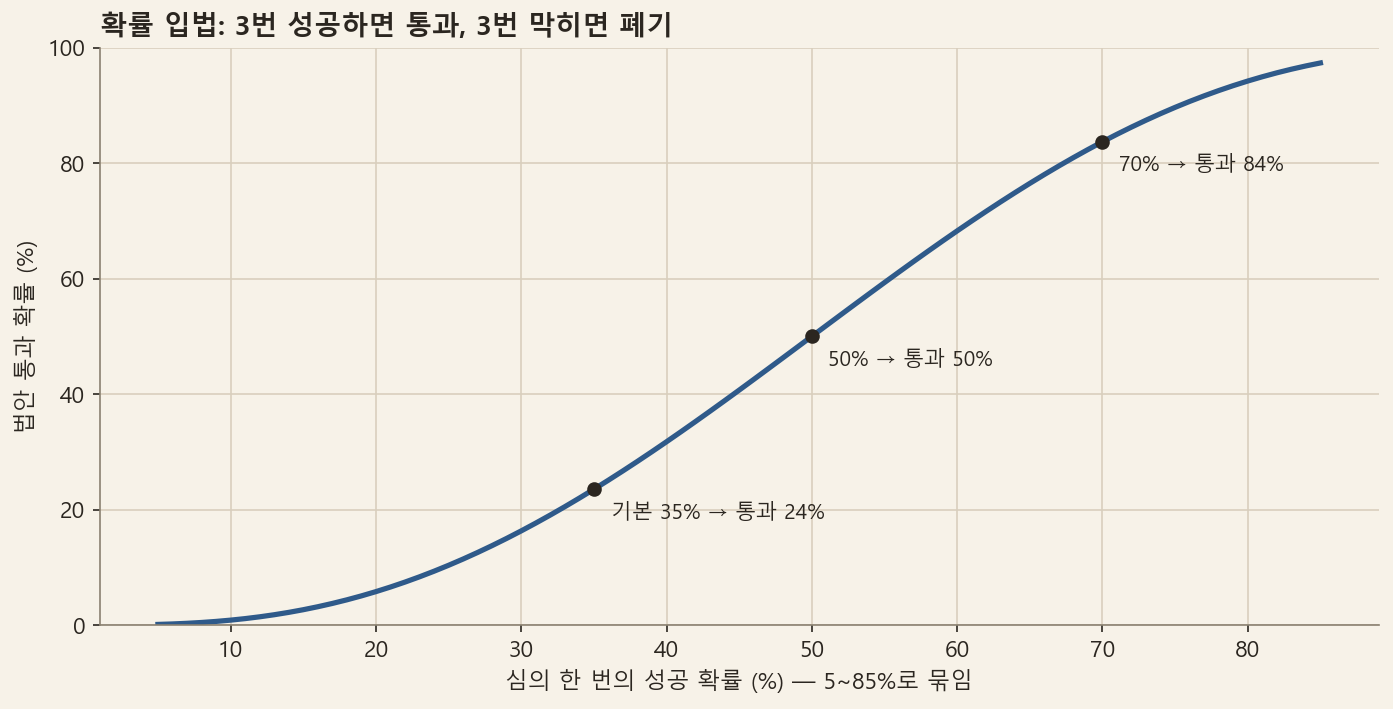 확률 입법: 3번 성공하면 통과, 3번 막히면 폐기
법안 통과 확률 (%)
100
80
60
40
20
0
70% → 통과 84%
50% → 통과 50%
기본 35% → 통과 24%
10 20 30 40 50 60 70 80
심의 한 번의 성공 확률 (%) — 5~85%로 묶임